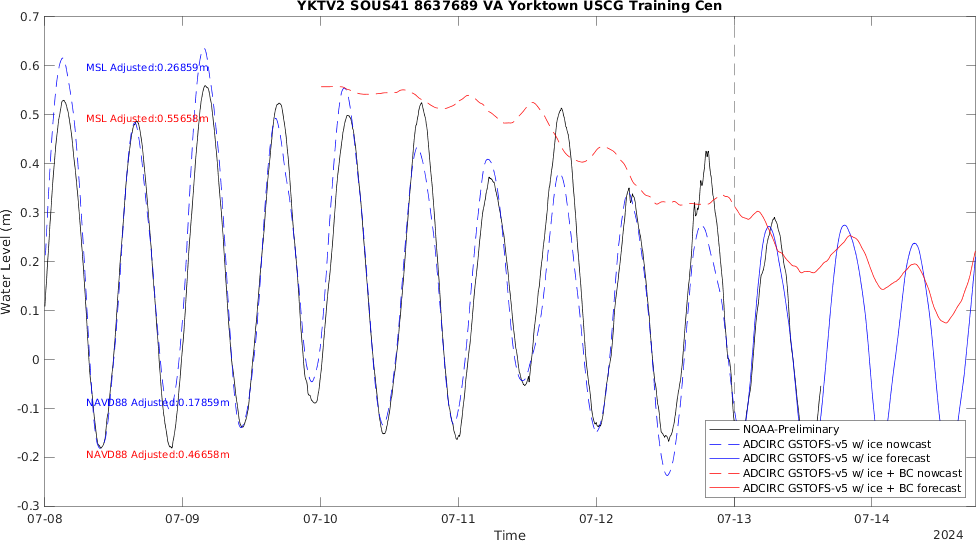 YKTV2 SOUS41 8637689 VA Yorktown USCG Training Cen
0.7
0.6
0.5
0.4
0.3
0.2
0.1
0
-0.1
-0.2
-0.3
Water Level (m)
MSL Adjusted:0.26859m
MSL Adjusted:0.55658m
NAVD88 Adjusted:0.17859m
NAVD88 Adjusted:0.46658m
NOAA-Preliminary
ADCIRC GSTOFS-v5 w/ ice nowcast
ADCIRC GSTOFS-v5 w/ ice forecast
ADCIRC GSTOFS-v5 w/ ice + BC nowcast
ADCIRC GSTOFS-v5 w/ ice + BC forecast
07-08 07-09 07-10 07-11 07-12 07-13 07-14
Time
2024